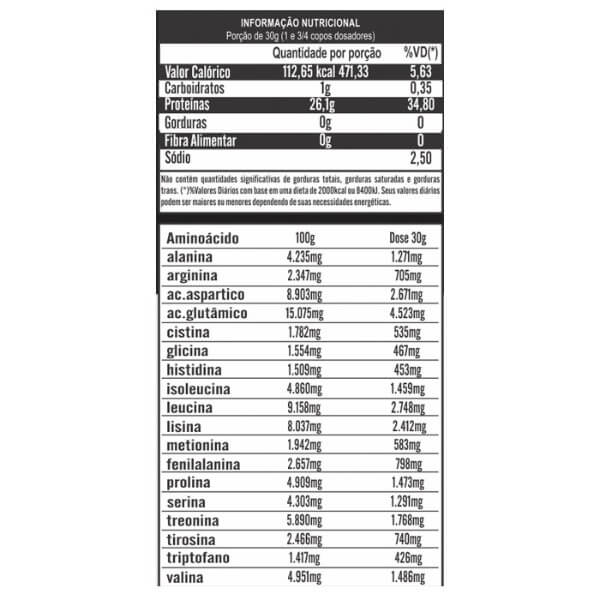 INFORMAÇÃO NUTRICIONAL
Porção de 30g (1 e 3/4 copos dosadores)
Quantidade por porção %VD(*)
Valor Calórico 112,65 kcal 471,33 5,63
Carboidratos 1g 0,35
Proteínas 26,1g 34,80
Gorduras 0g 0
Fibra Alimentar 0g 0
Sódio 2,50
Não contém quantidades significativas de gorduras totais, gorduras saturadas e gorduras
trans. (*)%Valores Diários com base em uma dieta de 2000kcal ou 8400kJ. Seus valores diários
podem ser maiores ou menores dependendo de suas necessidades energéticas.
Aminoácido 100g Dose 30g
alanina 4.235mg 1.271mg
arginina 2.347mg 705mg
ac.aspartico 8.903mg 2.671mg
ac.glutâmico 15.075mg 4.523mg
cistina 1.782mg 535mg
glicina 1.554mg 467mg
histidina 1.509mg 453mg
isoleucina 4.860mg 1.459mg
leucina 9.158mg 2.748mg
lisina 8.037mg 2.412mg
metionina 1.942mg 583mg
fenilalanina 2.657mg 798mg
prolina 4.909mg 1.473mg
serina 4.303mg 1.291mg
treonina 5.890mg 1.768mg
tirosina 2.466mg 740mg
triptofano 1.417mg 426mg
valina 4.951mg 1.486mg